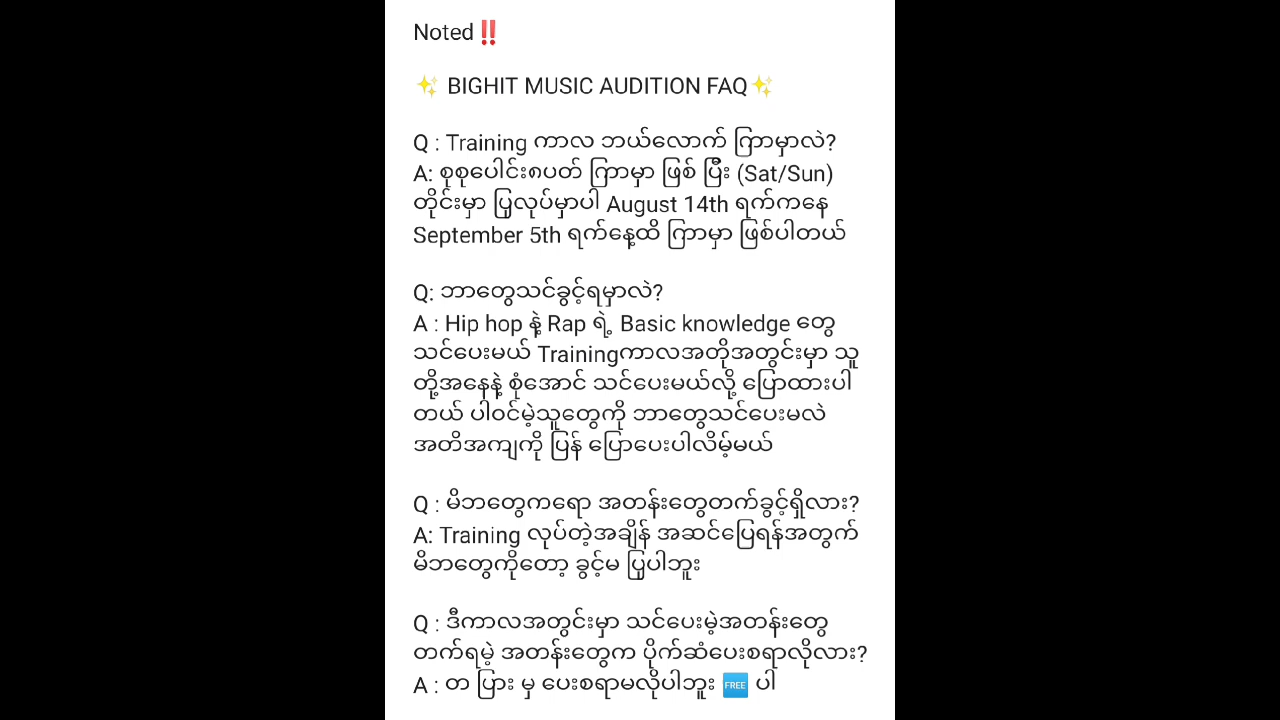 Noted‼️
✨ BIGHIT MUSIC AUDITION FAQ✨
Q : Training ကာလ ဘယ်လောက် ကြာမှာလဲ?
A: စုစုပေါင်း၈ပတ် ကြာမှာ ဖြစ် ပြီး (Sat/Sun)
တိုင်းမှာ ပြုလုပ်မှာပါ August 14th ရက်ကနေ
September 5th ရက်နေ့ထိ ကြာမှာ ဖြစ်ပါတယ်
Q: ဘာတွေသင်ခွင့်ရမှာလဲ?
A : Hip hop နဲ့ Rap ရဲ့ Basic knowledge တွေ
သင်ပေးမယ် Trainingကာလအတိုအတွင်းမှာ သူ
တို့အနေနဲ့ စုံအောင် သင်ပေးမယ်လို့ ပြောထားပါ
တယ် ပါဝင်မဲ့သူတွေကို ဘာတွေသင်ပေးမလဲ
အတိအကျကို ပြန် ပြောပေးပါလိမ့်မယ်
Q : မိဘတွေကရော အတန်းတွေတက်ခွင့်ရှိလား?
A: Training လုပ်တဲ့အချိန် အဆင်ပြေရန်အတွက်
မိဘတွေကိုတော့ ခွင့်မ ပြုပါဘူး
Q : ဒီကာလအတွင်းမှာ သင်ပေးမဲ့အတန်းတွေ
တက်ရမဲ့ အတန်းတွေက ပိုက်ဆံပေးစရာလိုလား?
A : တ ပြား မှ ပေးစရာမလိုပါဘူး 🆓 ပါ